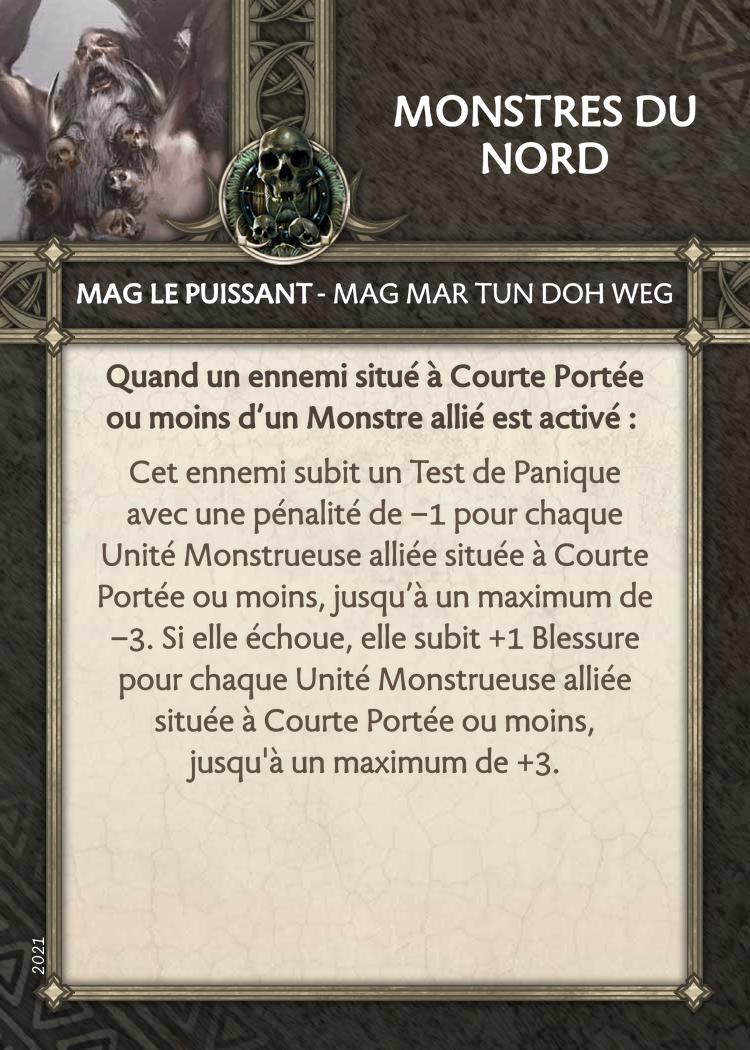 MONSTRES DU
NORD
MAG LE PUISSANT - MAG MAR TUN DOH WEG
Quand un ennemi situé à Courte Portée
ou moins d’un Monstre allié est activé :
Cet ennemi subit un Test de Panique
avec une pénalité de −1 pour chaque
Unité Monstrueuse alliée située à Courte
Portée ou moins, jusqu’à un maximum de
−3. Si elle échoue, elle subit +1 Blessure
pour chaque Unité Monstrueuse alliée
située à Courte Portée ou moins,
jusqu'à un maximum de +3.
2021